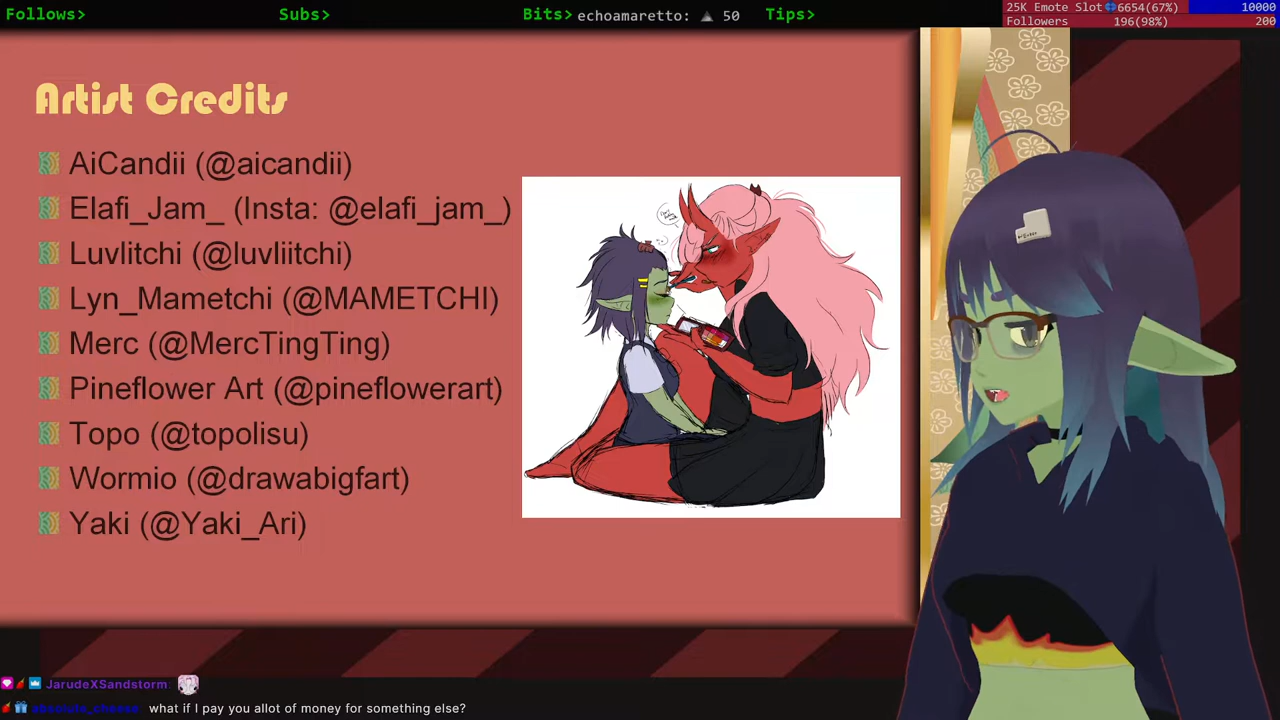 Follows>
Subs>
Bits> echoamaretto: 50
Tips>
25K Emote Slot 6654(67%) 10000
Followers 196(98%) 200
Artist Credits
AiCandii (@aicandii)
Elafi_Jam_ (Insta: @elafi_jam_)
Luvlitchi (@luvliitchi)
Lyn_Mametchi (@MAMETCHI)
Merc (@MercTingTing)
Pineflower Art (@pineflowerart)
Topo (@topolisu)
Wormio (@drawabigfart)
Yaki (@Yaki_Ari)
JarudeXSandstorm
absolute_cheese what if I pay you allot of money for something else?